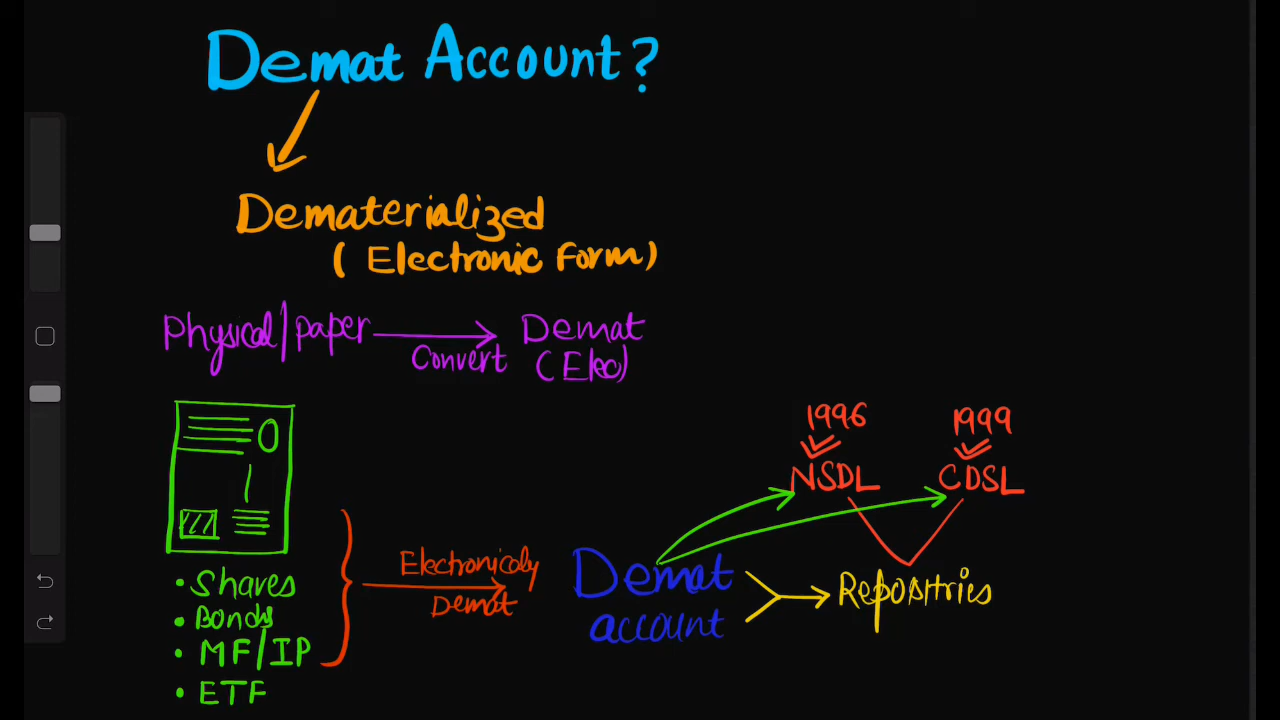 Demat Account?
Dematerialized
(Electronic Form)
Physical/paper
Convert
Demat
(Elec)
1996
1999
NSDL
CDSL
Electronicaly
Demat
Demat
account
Repositries
• Shares
• Bonds
• MF/IP
• ETF